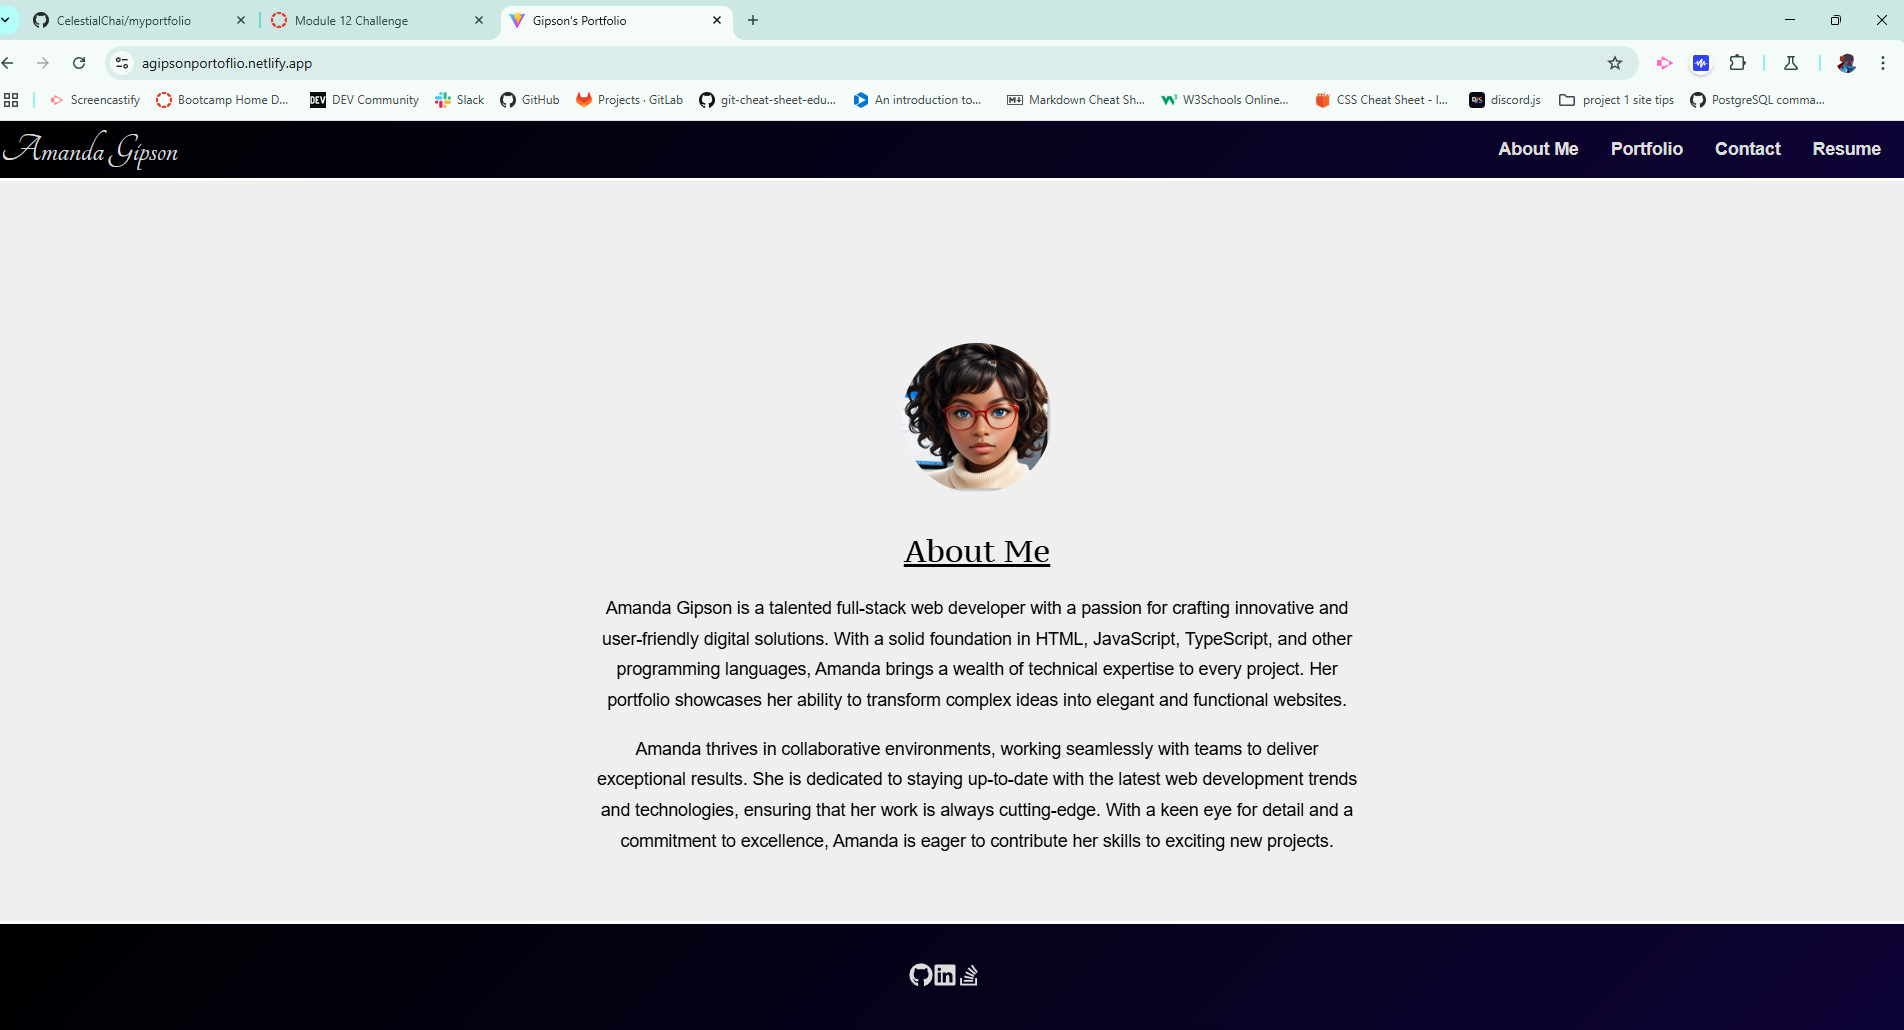 CelestialChai/myportfolio
Module 12 Challenge
Gipson's Portfolio
agipsonportoflio.netlify.app
Screencastify
Bootcamp Home D...
DEV
DEV Community
Slack
GitHub
Projects · GitLab
git-cheat-sheet-edu...
An introduction to...
Markdown Cheat Sh...
W3Schools Online...
CSS Cheat Sheet - I...
discord.js
project 1 site tips
PostgreSQL comma...
Amanda Gipson
About Me
Portfolio
Contact
Resume
About Me
Amanda Gipson is a talented full-stack web developer with a passion for crafting innovative and
user-friendly digital solutions. With a solid foundation in HTML, JavaScript, TypeScript, and other
programming languages, Amanda brings a wealth of technical expertise to every project. Her
portfolio showcases her ability to transform complex ideas into elegant and functional websites.
Amanda thrives in collaborative environments, working seamlessly with teams to deliver
exceptional results. She is dedicated to staying up-to-date with the latest web development trends
and technologies, ensuring that her work is always cutting-edge. With a keen eye for detail and a
commitment to excellence, Amanda is eager to contribute her skills to exciting new projects.
in